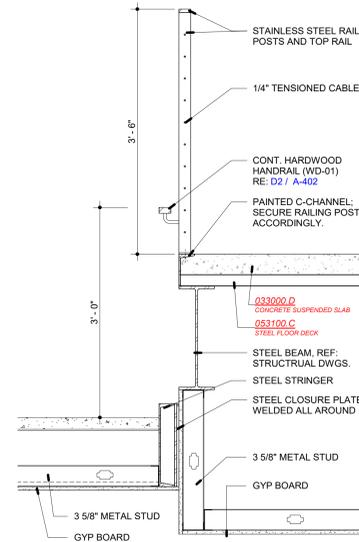 STAINLESS STEEL RAIL
POSTS AND TOP RAIL
1/4" TENSIONED CABLE
3' - 6"
CONT. HARDWOOD
HANDRAIL (WD-01)
RE: D2 / A-402
PAINTED C-CHANNEL;
SECURE RAILING POST
ACCORDINGLY.
033000.D
CONCRETE SUSPENDED SLAB
053100.C
STEEL FLOOR DECK
3' - 0"
STEEL BEAM, REF:
STRUCTRUAL DWGS.
STEEL STRINGER
STEEL CLOSURE PLATE
WELDED ALL AROUND
3 5/8" METAL STUD
GYP BOARD
3 5/8" METAL STUD
GYP BOARD